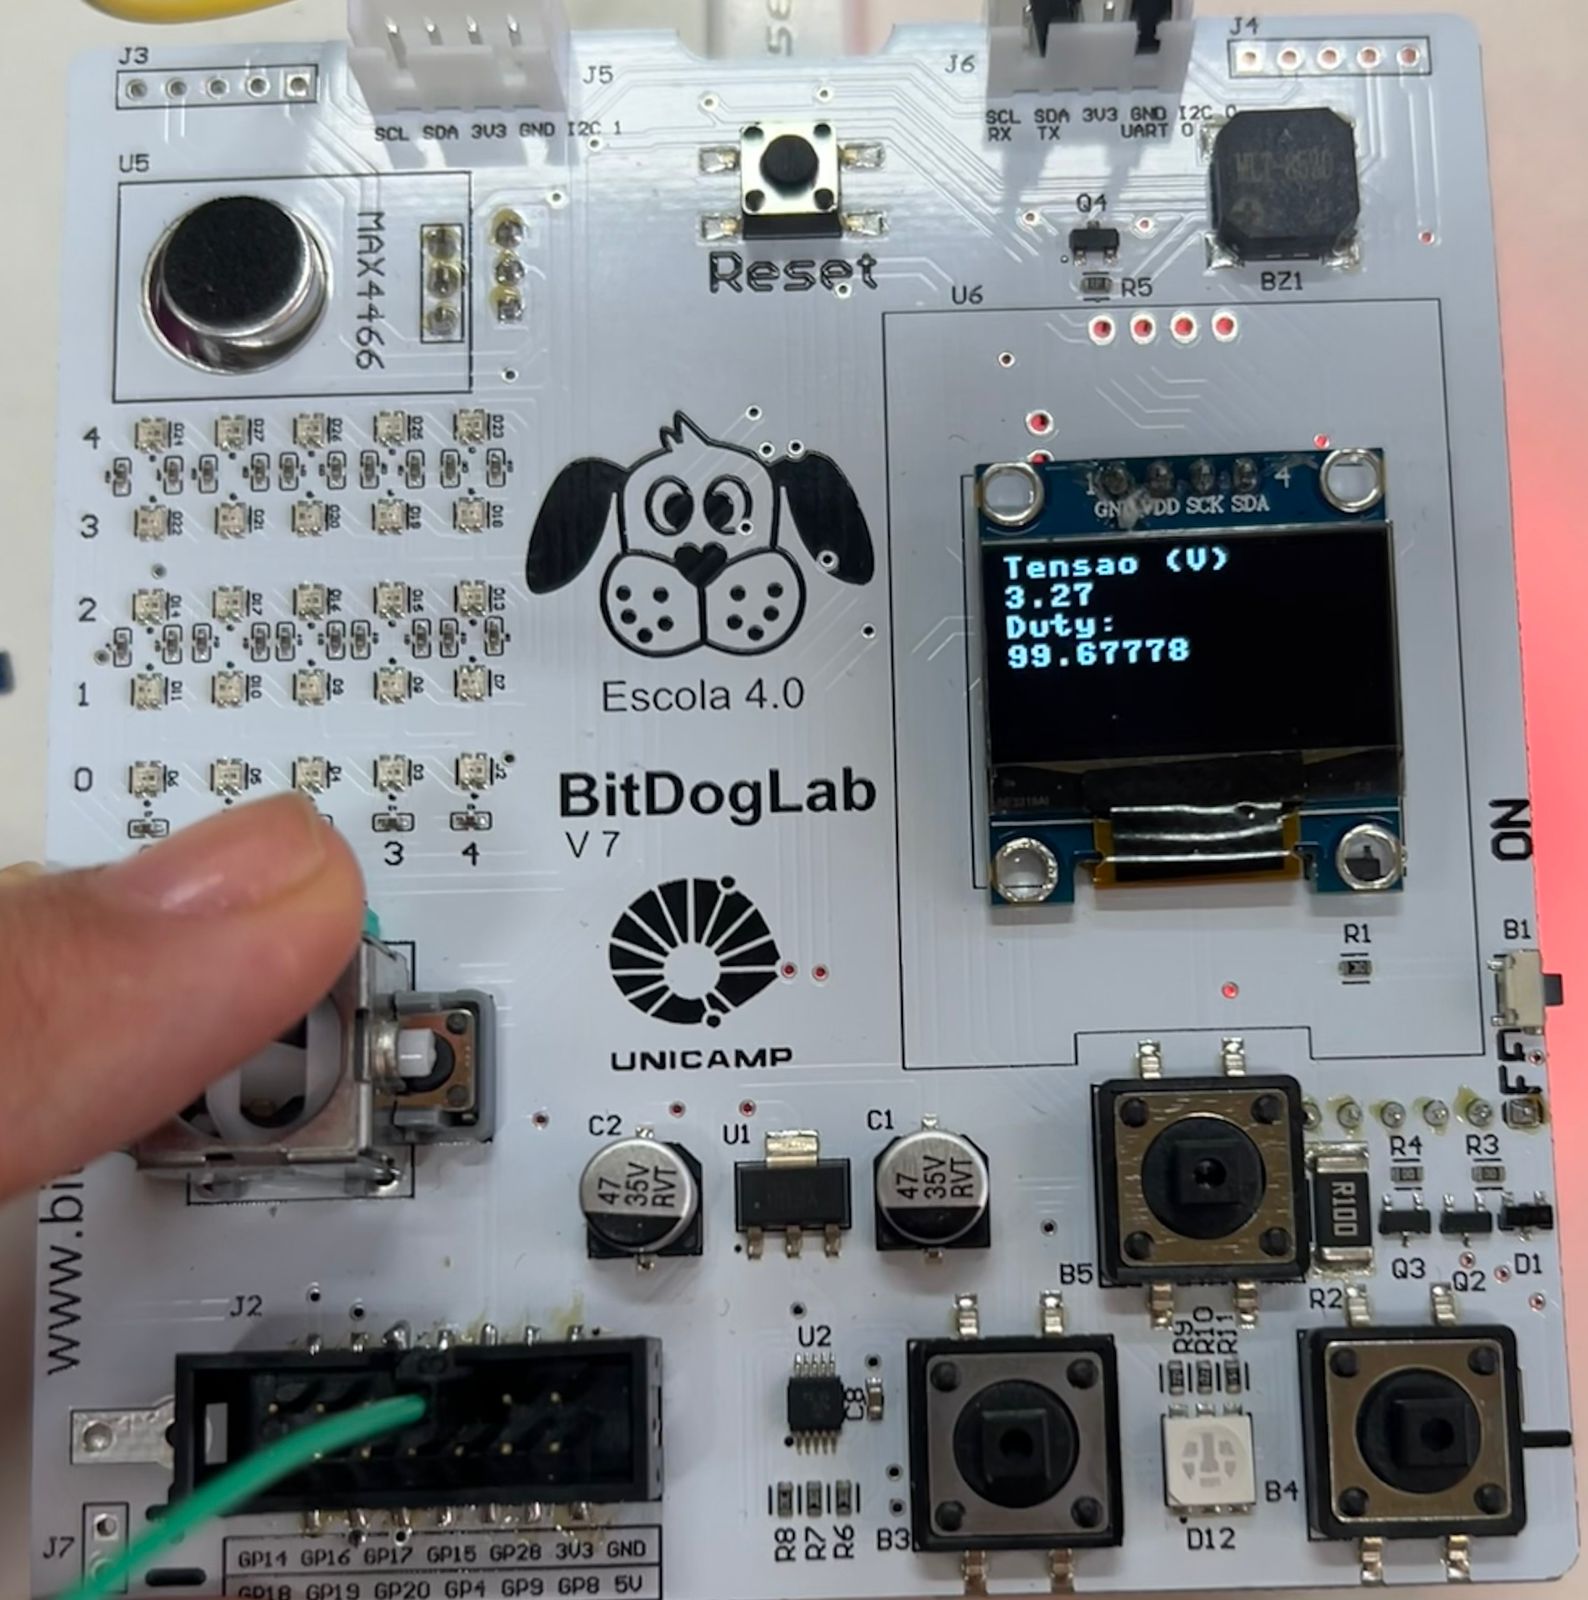 J3
J5
J6
J4
SCL SDA 3V3 GND I2C 1
SCL SDA 3V3 GND I2C 0
RX TX UART 0
U5
MAX4466
Reset
Q4
R5
BZ1
U6
4
3
2
1
0
3 4
1 4
GND VDD SCK SDA
Tensao (V)
3.27
Duty:
99.67778
Escola 4.0
BitDogLab
V 7
UNICAMP
ON
B1
OFF
R1
C2
U1
C1
47
35V
RVT
47
35V
RVT
R100
R4
R3
Q3
Q2
D1
B5
R2
R9
R10
R11
www.bi
J2
U2
C8
R8
R7
R6
B3
D12
B4
J7
GP14 GP16 GP17 GP15 GP28 3V3 GND
GP18 GP19 GP20 GP4 GP9 GP8 5V